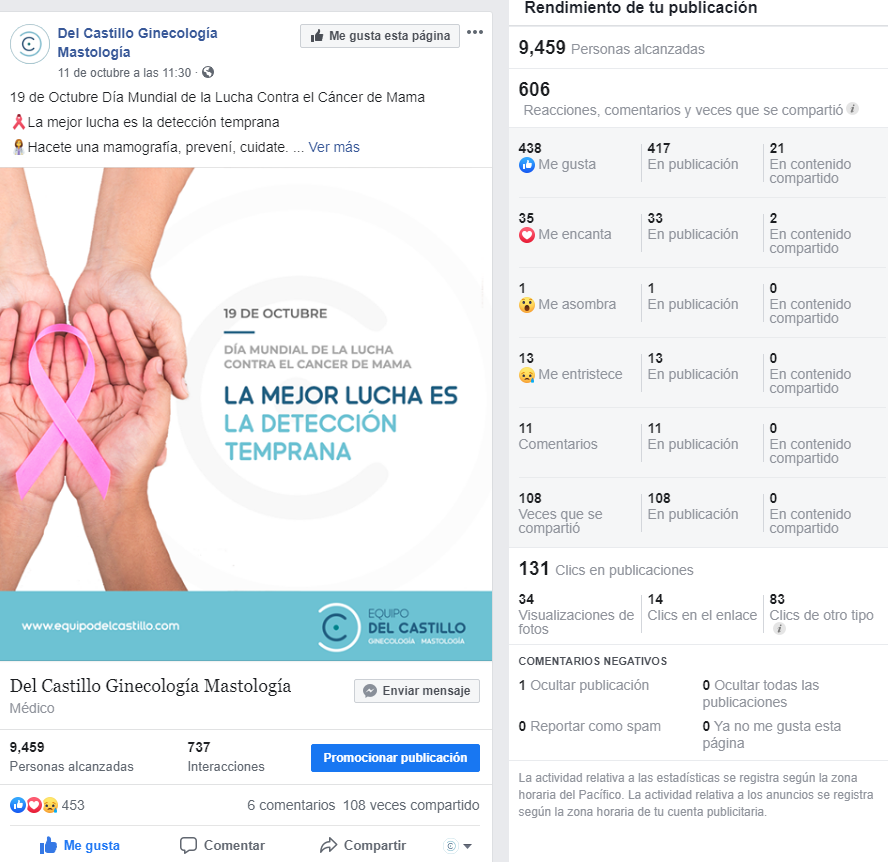 Del Castillo Ginecología
Mastología
11 de octubre a las 11:30 ·
Me gusta esta página
19 de Octubre Día Mundial de la Lucha Contra el Cáncer de Mama
La mejor lucha es la detección temprana
Hacete una mamografía, prevení, cuidate. ... Ver más
19 DE OCTUBRE
DÍA MUNDIAL DE LA LUCHA
CONTRA EL CANCER DE MAMA
LA MEJOR LUCHA ES
LA DETECCIÓN
TEMPRANA
www.equipodelcastillo.com
EQUIPO
DEL CASTILLO
GINECOLOGÍA · MASTOLOGÍA
Del Castillo Ginecología Mastología
Médico
Enviar mensaje
9,459
Personas alcanzadas
737
Interacciones
Promocionar publicación
453
6 comentarios 108 veces compartido
Me gusta
Comentar
Compartir
Rendimiento de tu publicación
9,459 Personas alcanzadas
606
Reacciones, comentarios y veces que se compartió
438
Me gusta
417
En publicación
21
En contenido
compartido
35
Me encanta
33
En publicación
2
En contenido
compartido
1
Me asombra
1
En publicación
0
En contenido
compartido
13
Me entristece
13
En publicación
0
En contenido
compartido
11
Comentarios
11
En publicación
0
En contenido
compartido
108
Veces que se
compartió
108
En publicación
0
En contenido
compartido
131 Clics en publicaciones
34
Visualizaciones de
fotos
14
Clics en el enlace
83
Clics de otro tipo
COMENTARIOS NEGATIVOS
1 Ocultar publicación
0 Ocultar todas las
publicaciones
0 Reportar como spam
0 Ya no me gusta esta
página
La actividad relativa a las estadísticas se registra según la zona
horaria del Pacífico. La actividad relativa a los anuncios se registra
según la zona horaria de tu cuenta publicitaria.